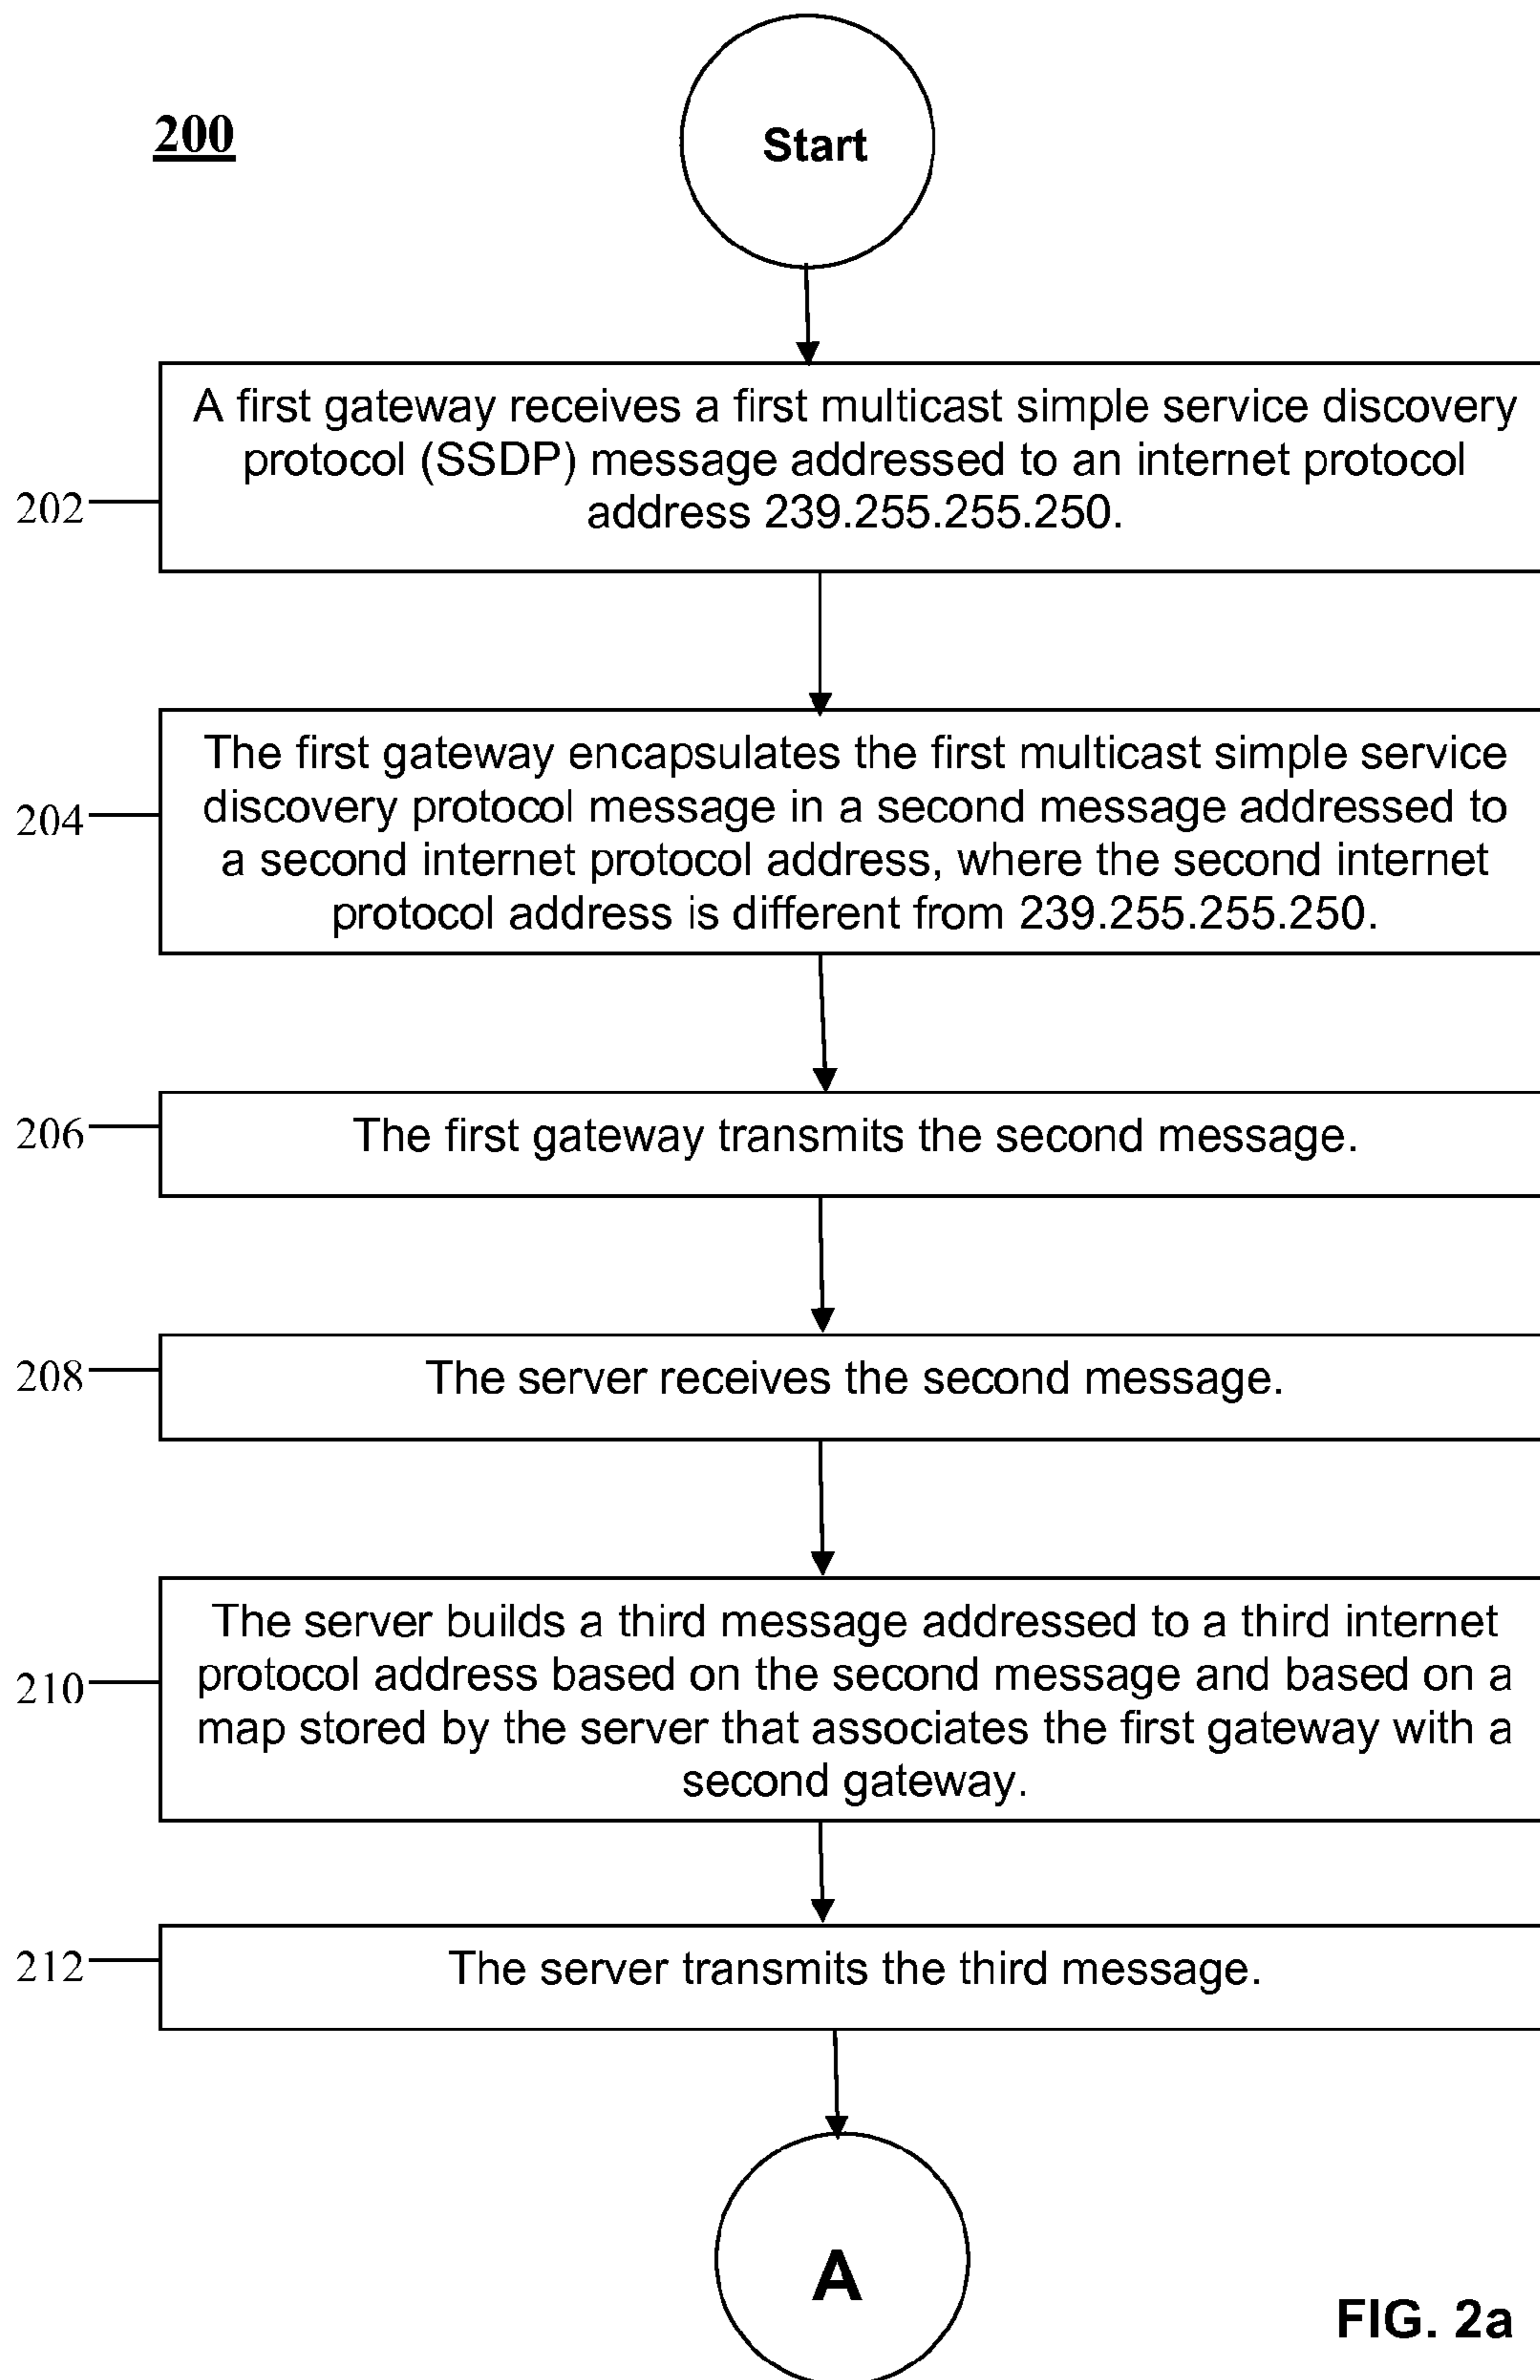 200
Start
A first gateway receives a first multicast simple service discovery
protocol (SSDP) message addressed to an internet protocol
address 239.255.255.250.
202
The first gateway encapsulates the first multicast simple service
discovery protocol message in a second message addressed to
a second internet protocol address, where the second internet
protocol address is different from 239.255.255.250.
204
The first gateway transmits the second message.
206
The server receives the second message.
208
The server builds a third message addressed to a third internet
protocol address based on the second message and based on a
map stored by the server that associates the first gateway with a
second gateway.
210
The server transmits the third message.
212
A
FIG. 2a